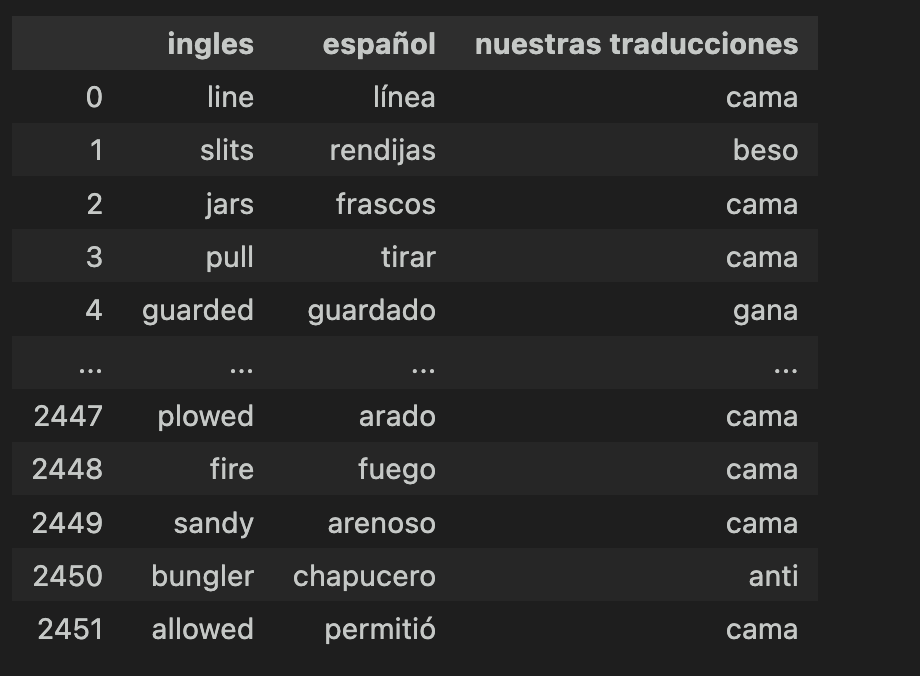 ingles español nuestras traducciones
0 line línea cama
1 slits rendijas beso
2 jars frascos cama
3 pull tirar cama
4 guarded guardado gana
... ... ... ...
2447 plowed arado cama
2448 fire fuego cama
2449 sandy arenoso cama
2450 bungler chapucero anti
2451 allowed permitió cama